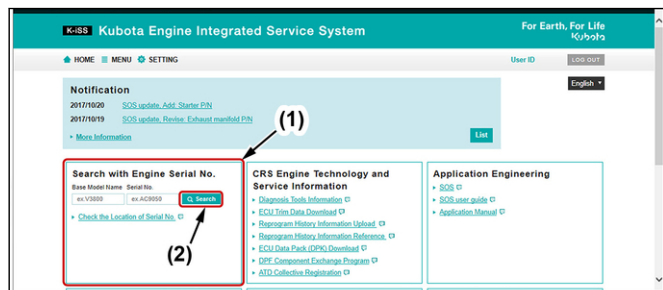 K-iSS Kubota Engine Integrated Service System
For Earth, For Life
Kubota
HOME MENU SETTING
User ID
LOG OUT
English
Notification
2017/10/20 SOS update, Add: Starter P/N
2017/10/19 SOS update, Revise: Exhaust manifold P/N
More Information
List
(1)
Search with Engine Serial No.
Base Model Name Serial No.
ex.V3800 ex.AC0050 Search
Check the Location of Serial No.
(2)
CRS Engine Technology and
Service Information
Diagnosis Tools Information
ECU Trim Data Download
Reprogram History Information Upload
Reprogram History Information Reference
ECU Data Pack (DPK) Download
DPF Component Exchange Program
ATD Collective Registration
Application Engineering
SOS
SOS user guide
Application Manual